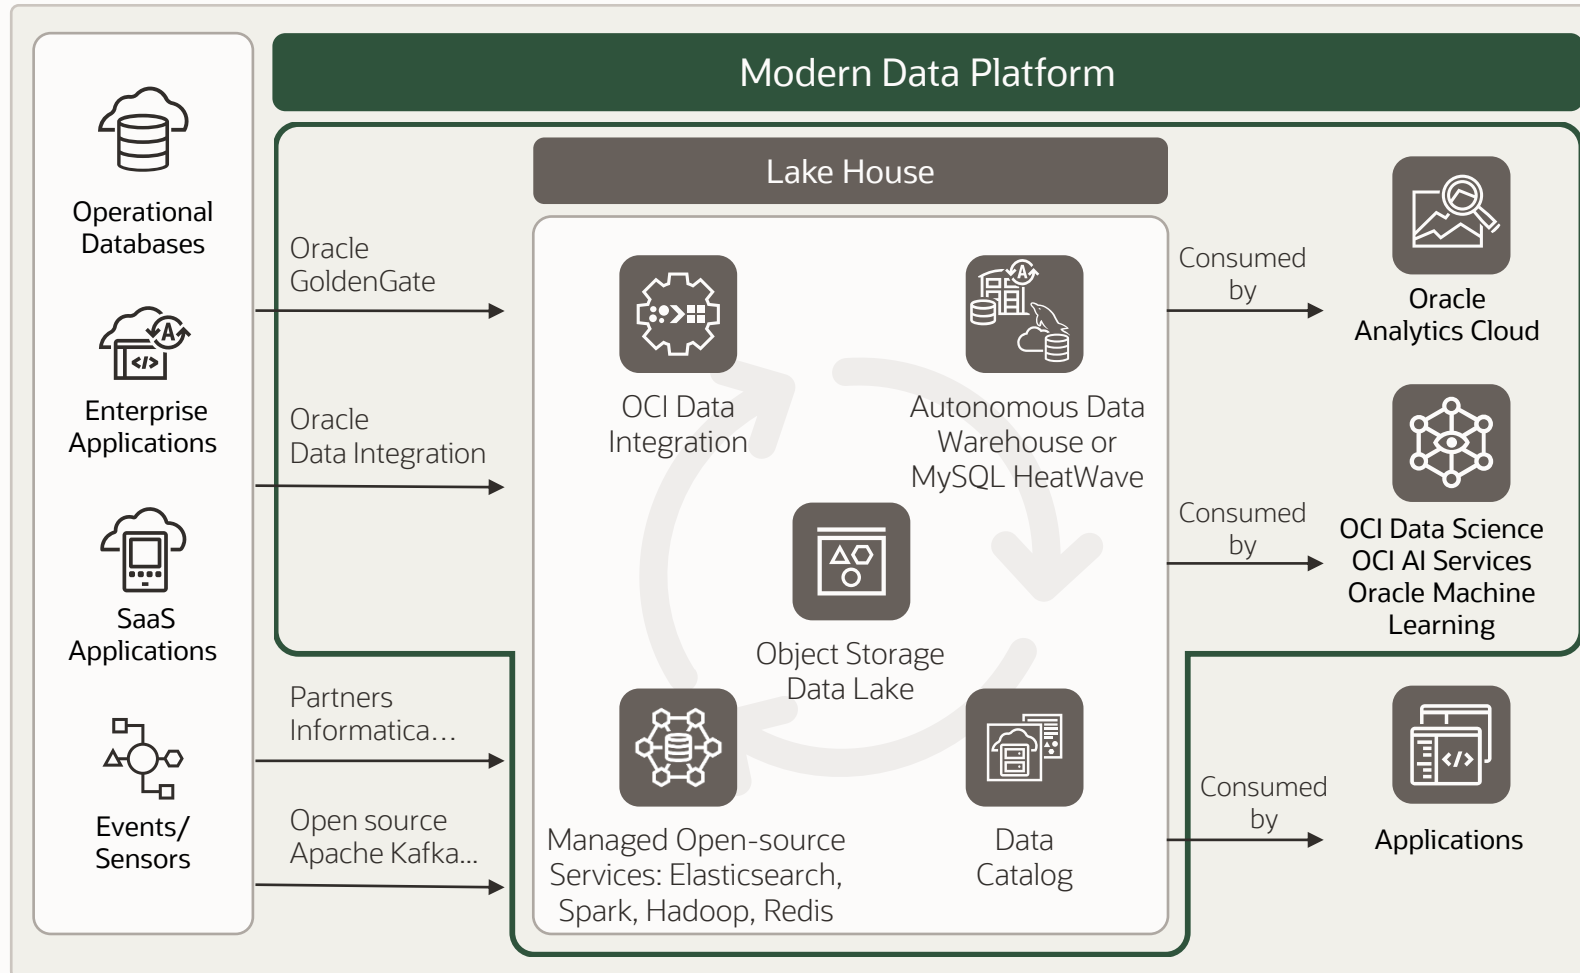 Modern Data Platform
Operational
Databases
Enterprise
Applications
SaaS
Applications
Events/
Sensors
Oracle
GoldenGate
Oracle
Data Integration
Partners
Informatica...
Open source
Apache Kafka...
Lake House
OCI Data
Integration
A
Autonomous Data
Warehouse or
MySQL HeatWave
Object Storage
Data Lake
Managed Open-source
Services: Elasticsearch,
Spark, Hadoop, Redis
Data
Catalog
Consumed
by
Oracle
Analytics Cloud
Consumed
by
OCI Data Science
OCI AI Services
Oracle Machine
Learning
Consumed
by
</>
Applications
A
</>